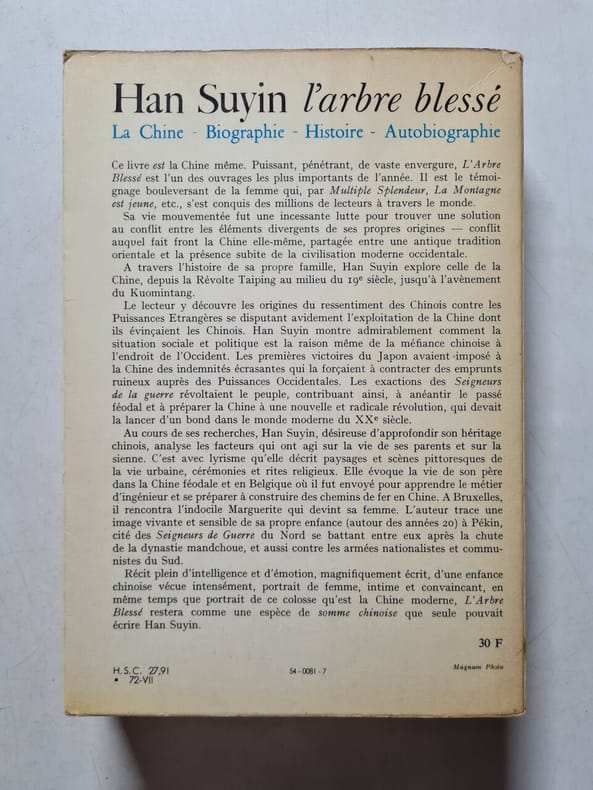 Han Suyin l'arbre blessé
La Chine - Biographie - Histoire - Autobiographie
Ce livre est la Chine même. Puissant, pénétrant, de vaste envergure, L'Arbre
Blessé est l'un des ouvrages les plus importants de l'année. Il est le témoi-
gnage bouleversant de la femme qui, par Multiple Splendeur, La Montagne
est jeune, etc., s'est conquis des millions de lecteurs à travers le monde.
Sa vie mouvementée fut une incessante lutte pour trouver une solution
au conflit entre les éléments divergents de ses propres origines — conflit
auquel fait front la Chine elle-même, partagée entre une antique tradition
orientale et la présence subite de la civilisation moderne occidentale.
A travers l'histoire de sa propre famille, Han Suyin explore celle de la
Chine, depuis la Révolte Taiping au milieu du 19e siècle, jusqu'à l'avènement
du Kuomintang.
Le lecteur y découvre les origines du ressentiment des Chinois contre les
Puissances Etrangères se disputant avidement l'exploitation de la Chine dont
ils évinçaient les Chinois. Han Suyin montre admirablement comment la
situation sociale et politique est la raison même de la méfiance chinoise à
l'endroit de l'Occident. Les premières victoires du Japon avaient imposé à
la Chine des indemnités écrasantes qui la forçaient à contracter des emprunts
ruineux auprès des Puissances Occidentales. Les exactions des Seigneurs
de la guerre révoltaient le peuple, contribuant ainsi, à anéantir le passé
féodal et à préparer la Chine à une nouvelle et radicale révolution, qui devait
la lancer d'un bond dans le monde moderne du XXe siècle.
Au cours de ses recherches, Han Suyin, désireuse d'approfondir son héritage
chinois, analyse les facteurs qui ont agi sur la vie de ses parents et sur la
sienne. C'est avec lyrisme qu'elle décrit paysages et scènes pittoresques de
la vie urbaine, cérémonies et rites religieux. Elle évoque la vie de son père
dans la Chine féodale et en Belgique où il fut envoyé pour apprendre le métier
d'ingénieur et se préparer à construire des chemins de fer en Chine. A Bruxelles,
il rencontra l'indocile Marguerite qui devint sa femme. L'auteur trace une
image vivante et sensible de sa propre enfance (autour des années 20) à Pékin,
cité des Seigneurs de Guerre du Nord se battant entre eux après la chute
de la dynastie mandchoue, et aussi contre les armées nationalistes et commu-
nistes du Sud.
Récit plein d'intelligence et d'émotion, magnifiquement écrit, d'une enfance
chinoise vécue intensément, portrait de femme, intime et convaincant, en
même temps que portrait de ce colosse qu'est la Chine moderne, L'Arbre
Blessé restera comme une espèce de somme chinoise que seule pouvait
écrire Han Suyin.
30 F
H.S.C. 27,91
▪ 72-VII
54-0081-7
Magnum Photo